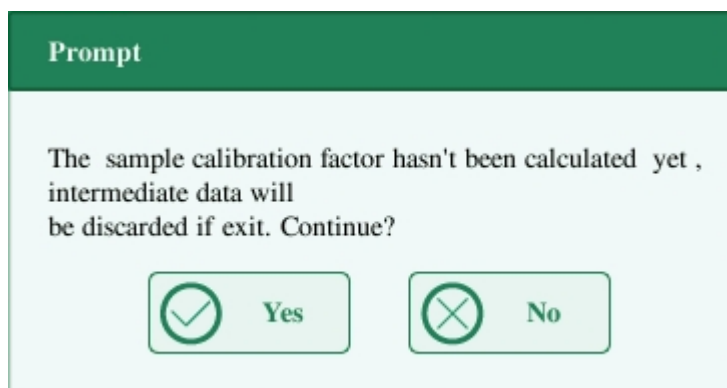 Prompt
The sample calibration factor hasn't been calculated yet ,
intermediate data will
be discarded if exit. Continue?
Yes No